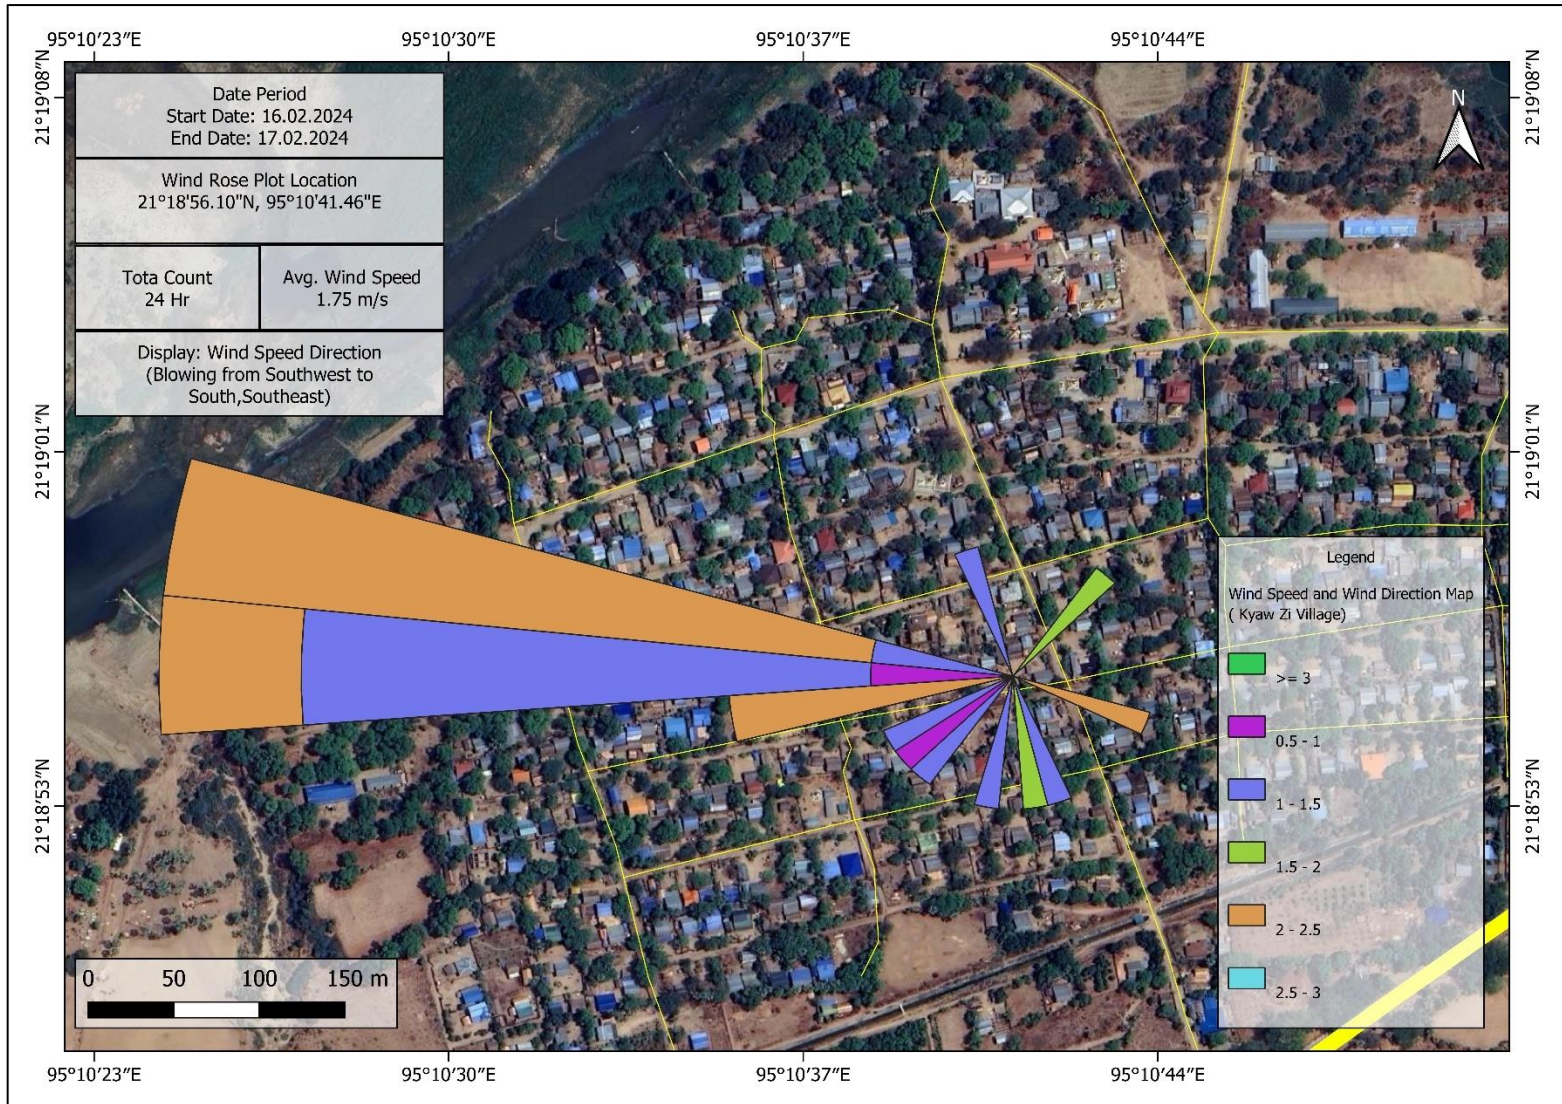 95°10′23″E 95°10′30″E 95°10′37″E 95°10′44″E
21°19′08″N
21°19′08″N
Date Period
Start Date: 16.02.2024
End Date: 17.02.2024
Wind Rose Plot Location
21°18'56.10"N, 95°10'41.46"E
Tota Count
24 Hr
Avg. Wind Speed
1.75 m/s
Display: Wind Speed Direction
(Blowing from Southwest to
South,Southeast)
N
21°19′01″N
21°19′01″N
Legend
Wind Speed and Wind Direction Map
( Kyaw Zi Village)
>= 3
0.5 - 1
1 - 1.5
1.5 - 2
2 - 2.5
2.5 - 3
21°18′53″N
21°18′53″N
0 50 100 150 m
95°10′23″E 95°10′30″E 95°10′37″E 95°10′44″E